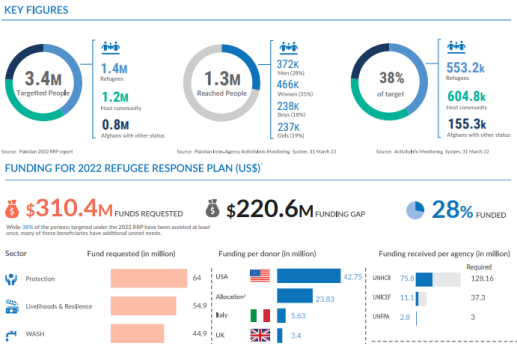 KEY FIGURES
3.4M
Targetted People
1.4M
Refugees
1.2M
Host community
0.8M
Afghans with other status
1.3M
Reached People
372K
Men (28%)
466K
Women (35%)
238K
Boys (18%)
237K
Girls (19%)
38%
of target
553.2k
Refugees
604.8k
Host community
155.3k
Afghans with other status
Source: Pakistan 2022 RRP report
Source: Pakistan Inter-Agency ActivityInfo Monitoring System, 31 March 22
Source: ActivityInfo Monitoring System, 31 March 22
FUNDING FOR 2022 REFUGEE RESPONSE PLAN (US$)¹
$310.4M FUNDS REQUESTED
$220.6M FUNDING GAP
28% FUNDED
While 38% of the persons targeted under the 2022 RRP have been assisted at least
once, many of these beneficiaries have additional unmet needs.
Sector
Fund requested (in million)
Protection
64
Livelihoods & Resilience
54.9
WASH
44.9
Funding per donor (in million)
USA
42.75
Allocation²
23.83
Italy
5.63
UK
3.4
Funding received per agency (in million)
Required
UNHCR 75.8 128.16
UNICEF 11.1 37.3
UNFPA 2.8 3